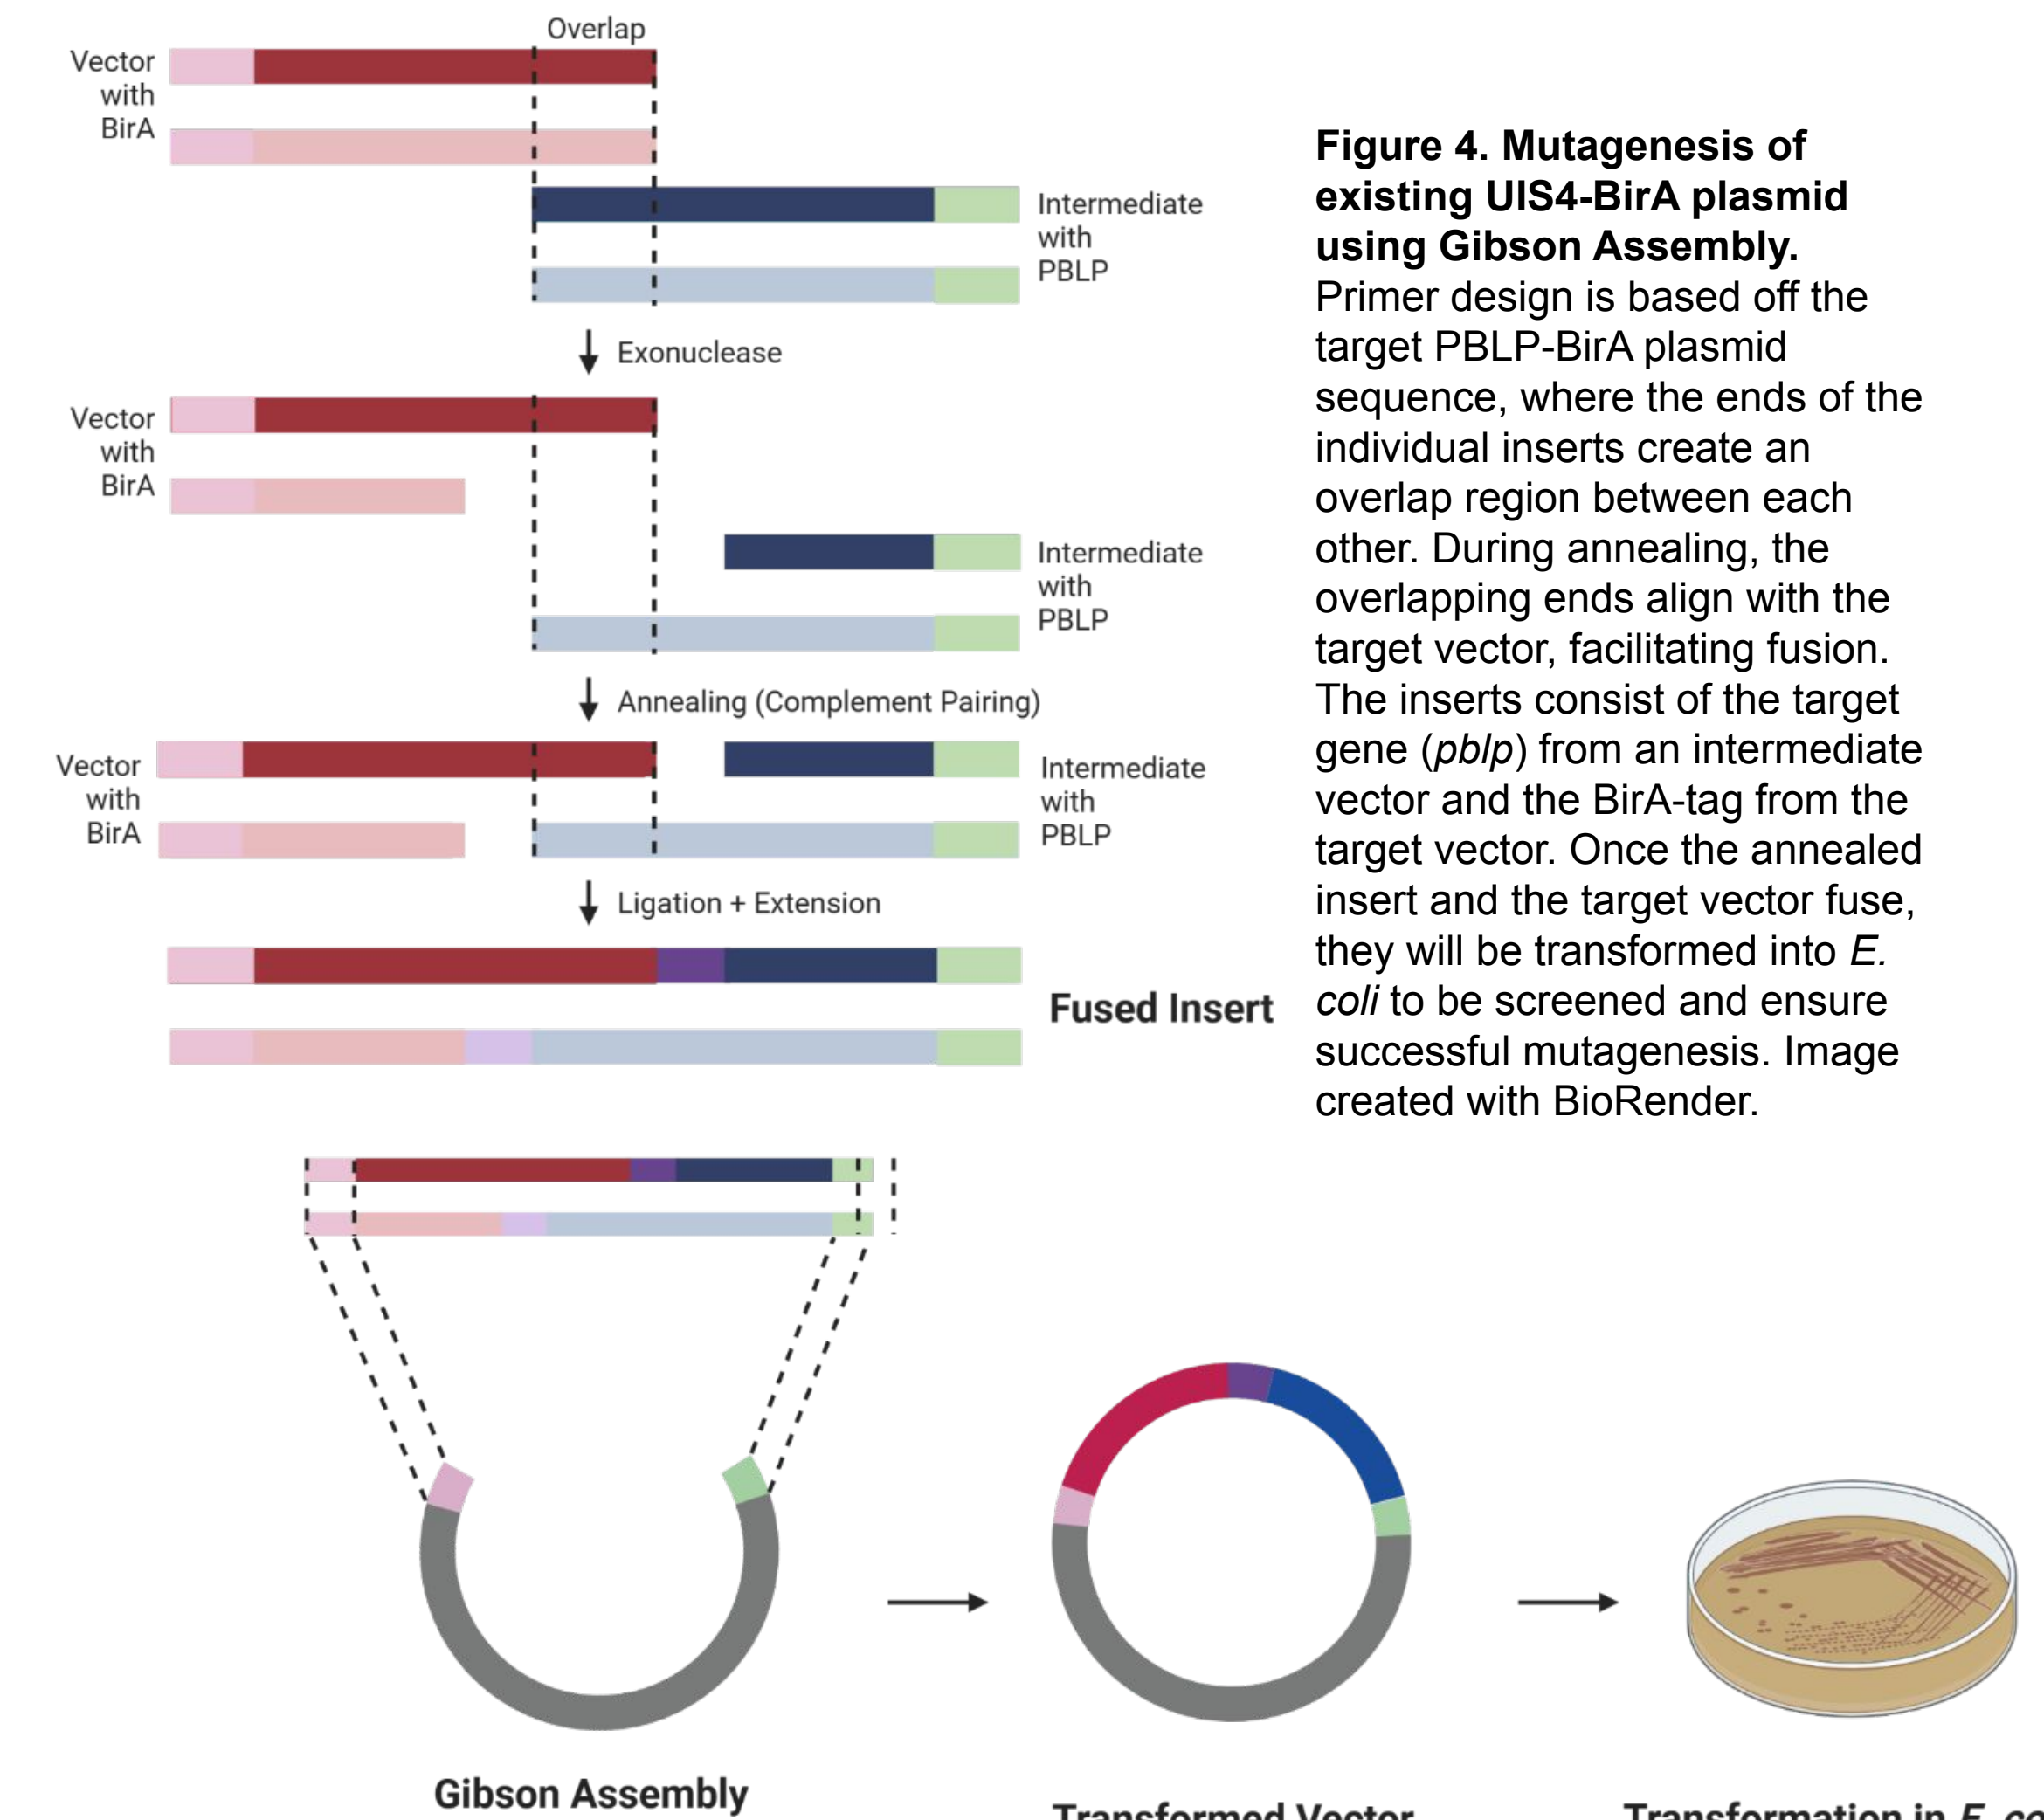 Overlap
Vector
with
BirA
Intermediate
with
PBLP
Exonuclease
Vector
with
BirA
Intermediate
with
PBLP
Annealing (Complement Pairing)
Vector
with
BirA
Intermediate
with
PBLP
Ligation + Extension
Fused Insert
Figure 4. Mutagenesis of
existing UIS4-BirA plasmid
using Gibson Assembly.
Primer design is based off the
target PBLP-BirA plasmid
sequence, where the ends of the
individual inserts create an
overlap region between each
other. During annealing, the
overlapping ends align with the
target vector, facilitating fusion.
The inserts consist of the target
gene (pblp) from an intermediate
vector and the BirA-tag from the
target vector. Once the annealed
insert and the target vector fuse,
they will be transformed into E.
coli to be screened and ensure
successful mutagenesis. Image
created with BioRender.
Gibson Assembly
Transformed Vector
Transformation in E.